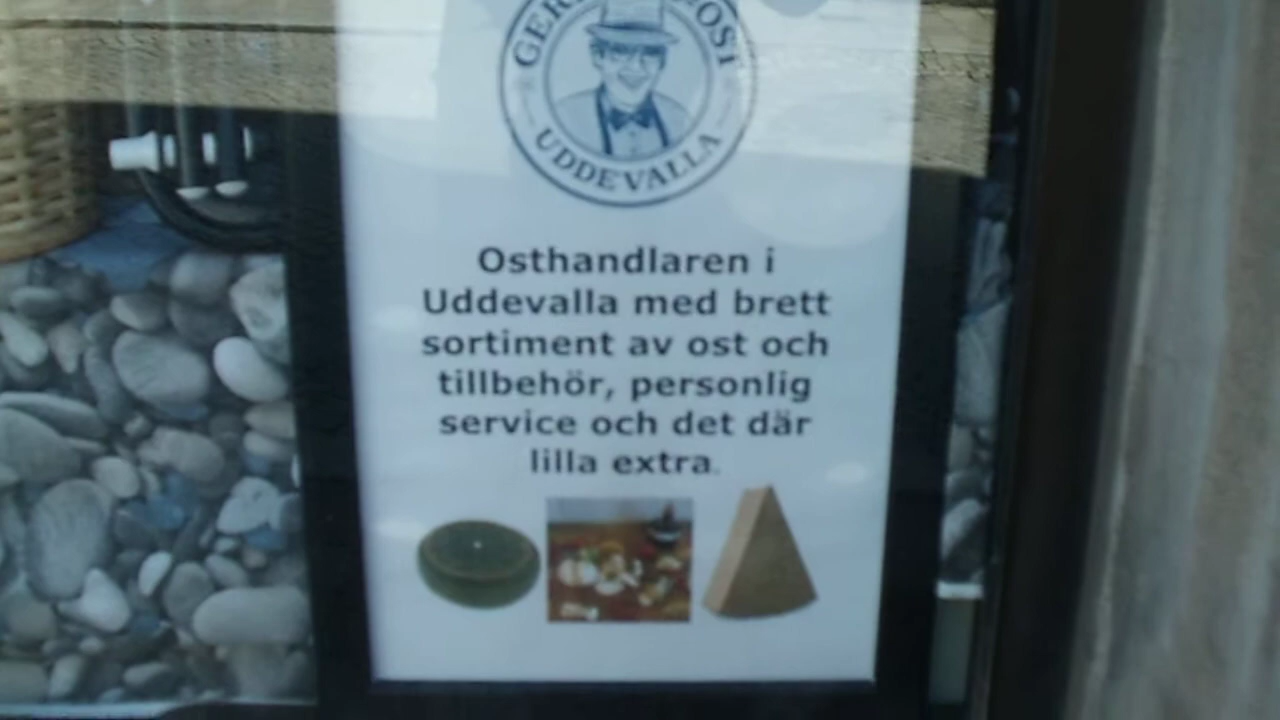 UDDEVALLA
Osthandlaren i
Uddevalla med brett
sortiment av ost och
tillbehör, personlig
service och det där
lilla extra.